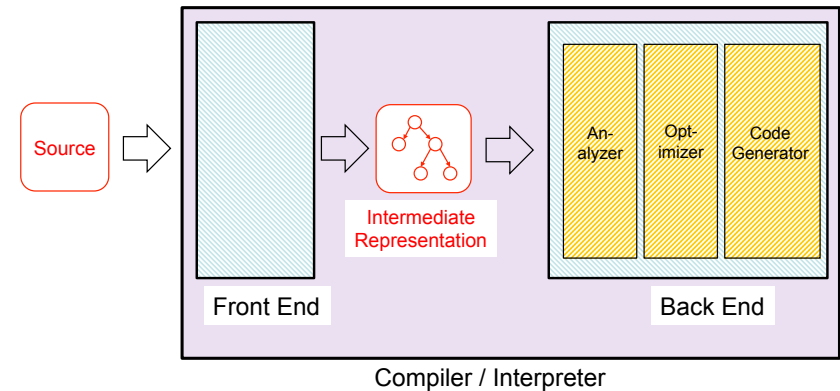 Source
Intermediate
Representation
An-
alyzer
Opt-
imizer
Code
Generator
Front End
Back End
Compiler / Interpreter